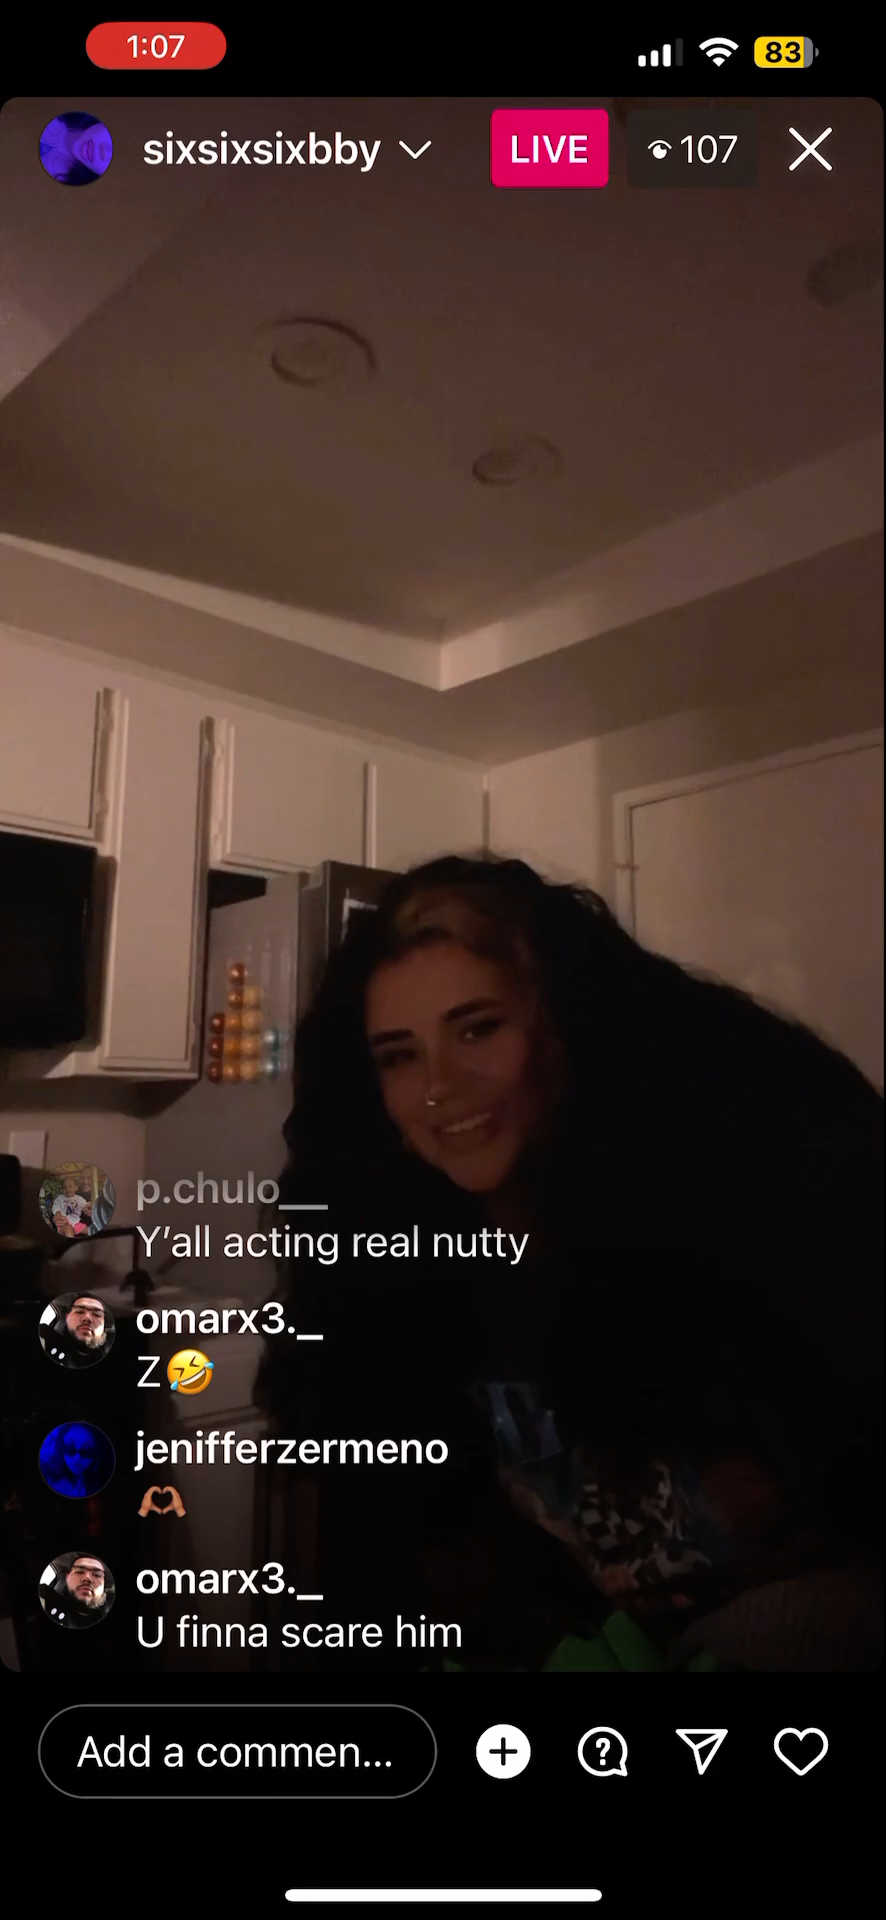 1:07
83
sixsixsixbby
LIVE
107
p.chulo__
Y'all acting real nutty
omarx3._
Z🤣
jenifferzermeno
🫶🏽
omarx3._
U finna scare him
Add a commen...